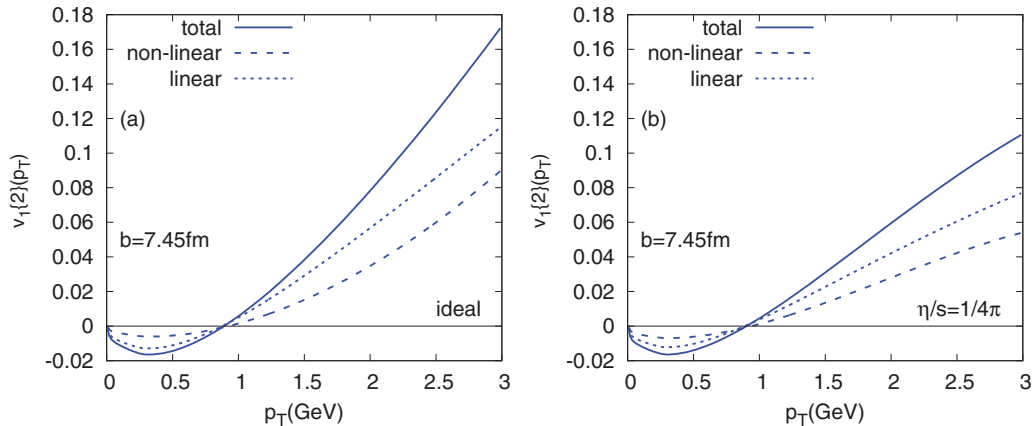 0.18
0.16
0.14
0.12
0.1
0.08
0.06
0.04
0.02
0
-0.02
v1{2}(pT)
total
non-linear
linear
(a)
b=7.45fm
ideal
0 0.5 1 1.5 2 2.5 3
pT(GeV)
0.18
0.16
0.14
0.12
0.1
0.08
0.06
0.04
0.02
0
-0.02
v1{2}(pT)
total
non-linear
linear
(b)
b=7.45fm
η/s=1/4π
0 0.5 1 1.5 2 2.5 3
pT(GeV)